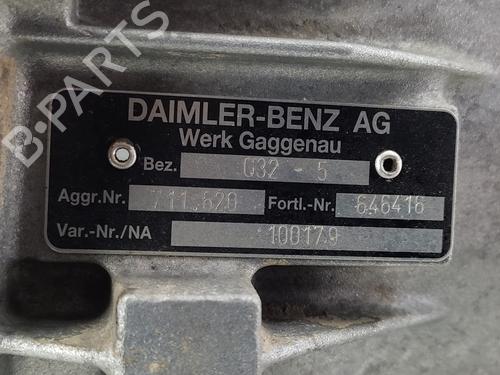 B-PARTS
DAIMLER-BENZ AG
Werk Gaggenau
Bez. G32 - 5
Aggr.Nr. 711.620 Fortl.-Nr. 646416
Var.-Nr./NA 100179